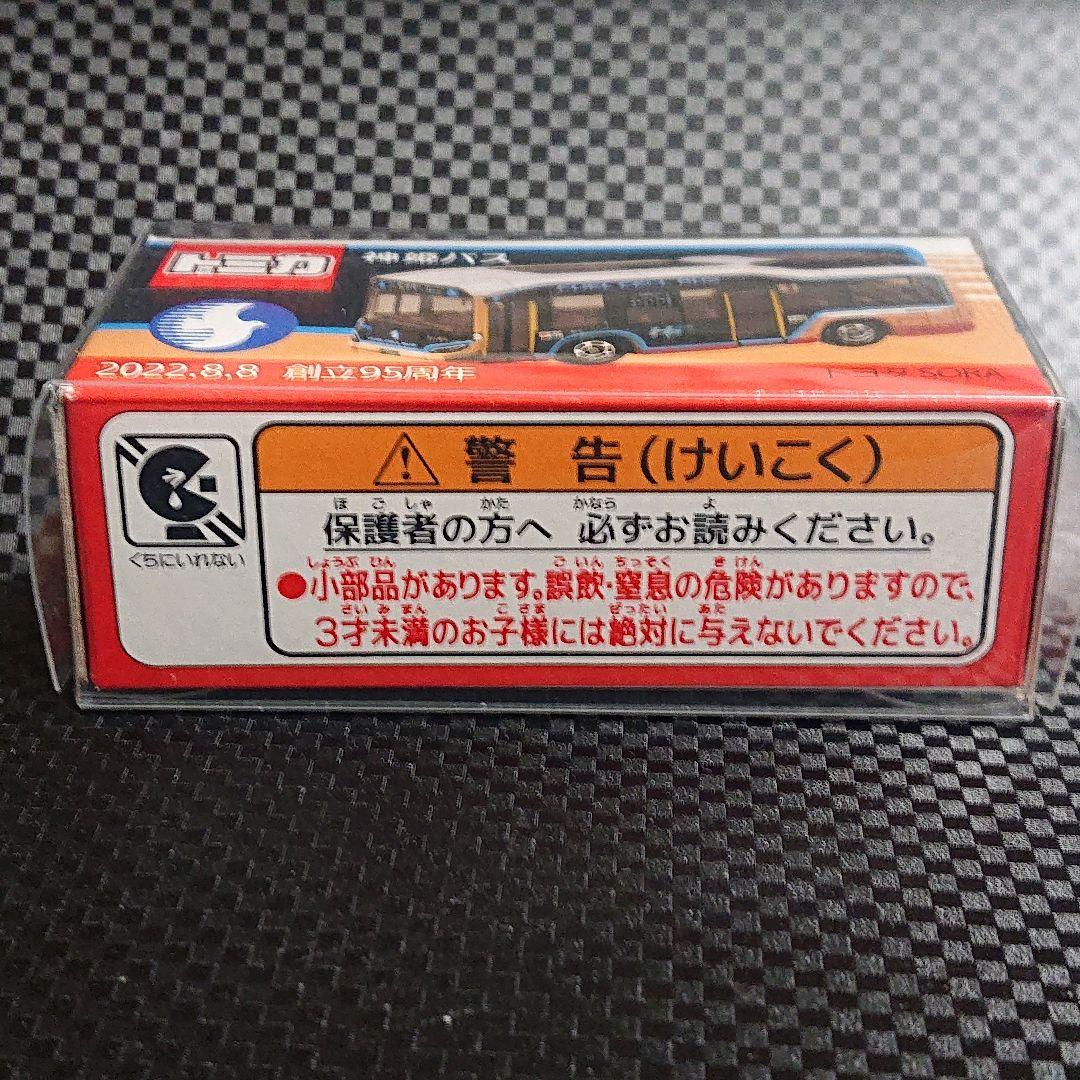 トミカ
神姫バス
2022.8.8 創立95周年
トヨタ SORA
警告(けいこく)
くちにいれない
ほごしゃ かた かなら よ
保護者の方へ 必ずお読みください。
しょうぶひん ごいん ちっそく きけん
●小部品があります。誤飲・窒息の危険がありますので、
さいみまん こさま ぜったい あた
3才未満のお子様には絶対に与えないでください。